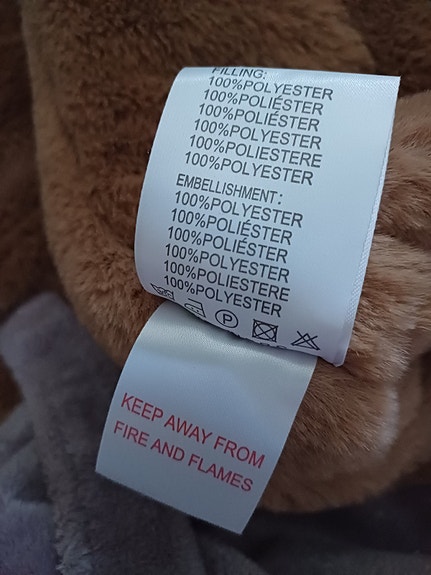 FILLING:
100%POLYESTER
100%POLIÉSTER
100%POLIÉSTER
100%POLYESTER
100%POLIESTERE
100%POLYESTER
EMBELLISHMENT:
100%POLYESTER
100%POLIÉSTER
100%POLIÉSTER
100%POLYESTER
100%POLIESTERE
100%POLYESTER
P
KEEP AWAY FROM
FIRE AND FLAMES